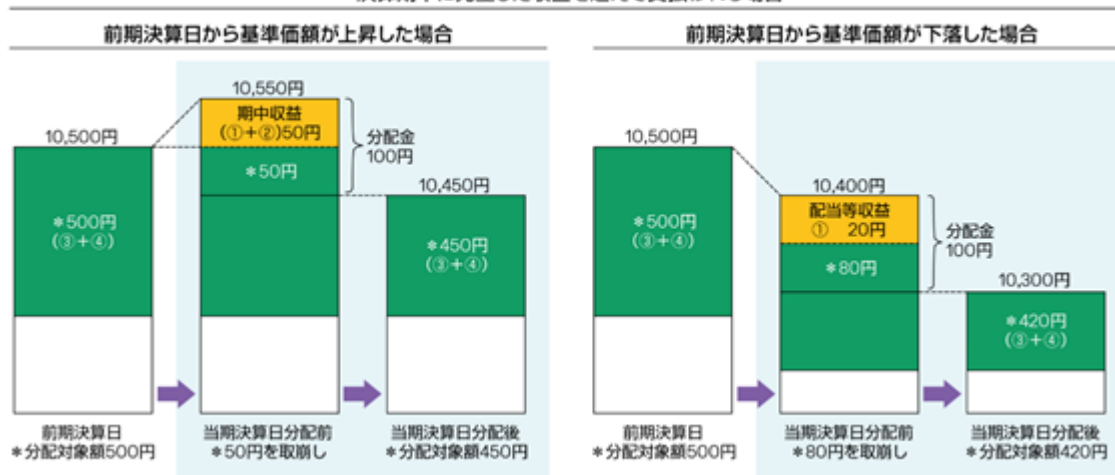 前期決算日から基準価額が上昇した場合
10,500円
*500円
(③+④)
前期決算日
*分配対象額500円
10,550円
期中収益
(①+②)50円
*50円
分配金
100円
当期決算日分配前
*50円を取崩し
10,450円
*450円
(③+④)
当期決算日分配後
*分配対象額450円
前期決算日から基準価額が下落した場合
10,500円
*500円
(③+④)
前期決算日
*分配対象額500円
10,400円
配当等収益
① 20円
*80円
分配金
100円
当期決算日分配前
*80円を取崩し
10,300円
*420円
(③+④)
当期決算日分配後
*分配対象額420円